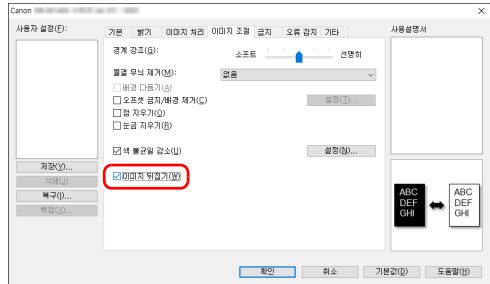 Canon
사용자 설정(F):
저장(Y)...
삭제(J)
복구(I)...
백업(X)...
기본 밝기 이미지 처리 이미지 조절 급지 오류 감지 기타
경계 강조(G):
소프트 선명히
물결 무늬 제거(M):
없음
배경 다듬기(A)
오프셋 금지/배경 제거(C)
설정(T)...
점 지우기(O)
눈금 지우기(R)
색 불균일 감소(U)
설정(N)...
이미지 뒤집기(W)
사용설명서
ABC
DEF
GHI
ABC
DEF
GHI
확인 취소 기본값(D) 도움말(H)